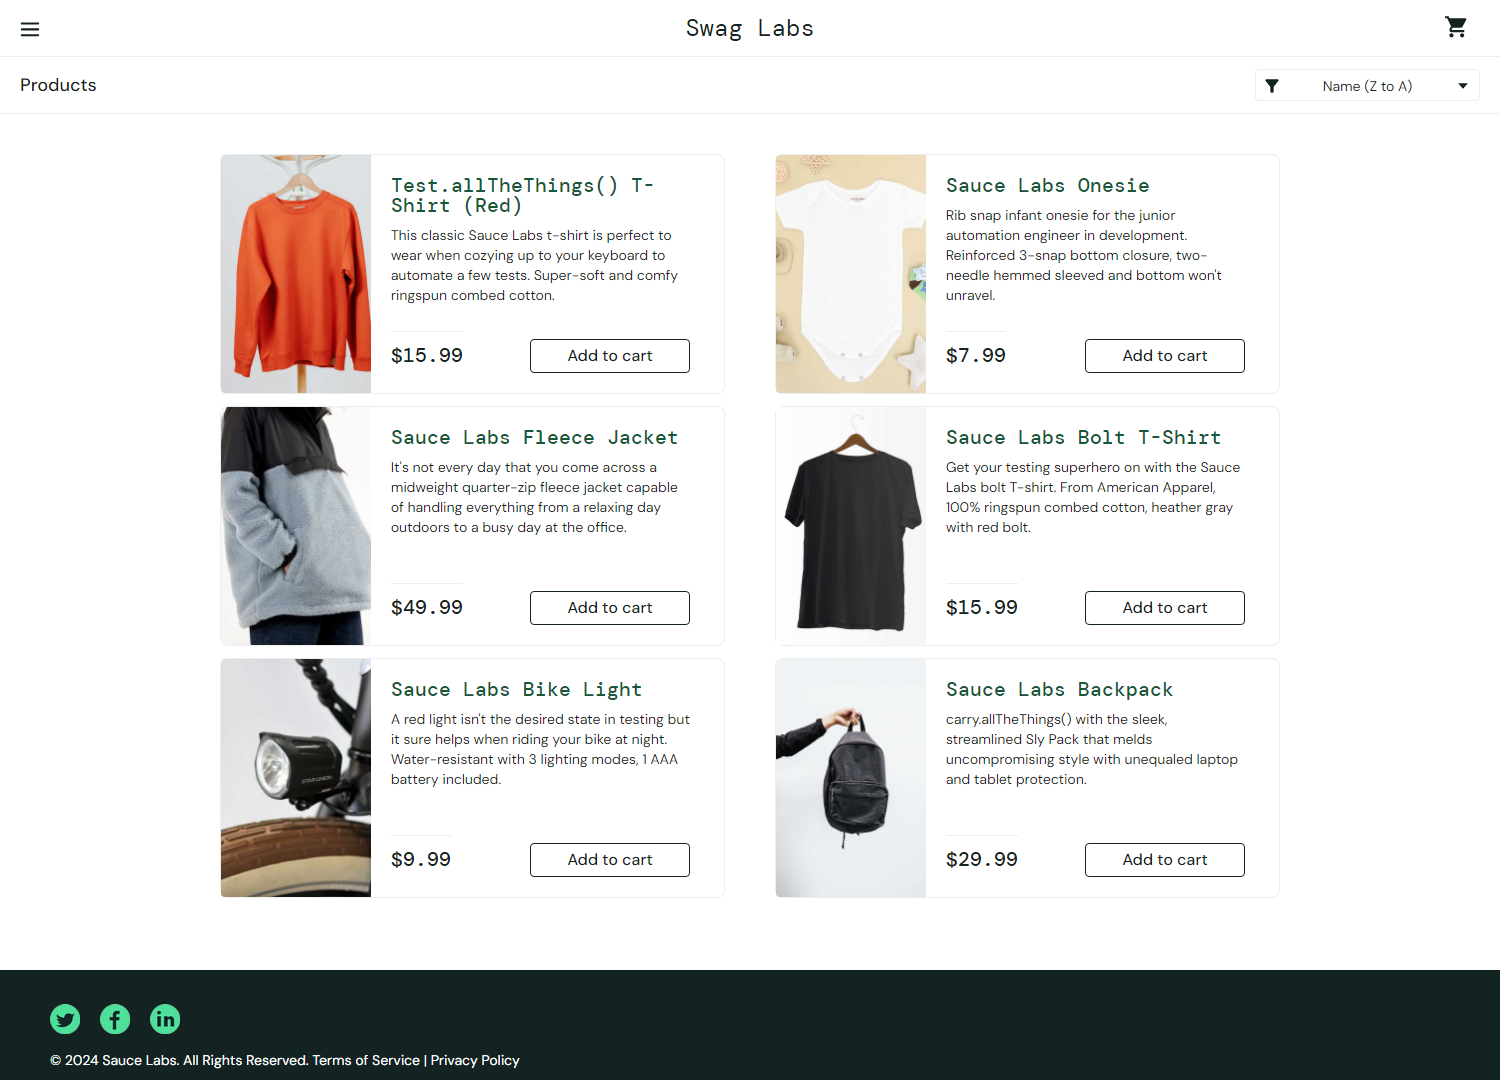 Swag Labs
Products
Name (Z to A)
Test.allTheThings() T-
Shirt (Red)
This classic Sauce Labs t-shirt is perfect to
wear when cozying up to your keyboard to
automate a few tests. Super-soft and comfy
ringspun combed cotton.
$15.99
Add to cart
Sauce Labs Onesie
Rib snap infant onesie for the junior
automation engineer in development.
Reinforced 3-snap bottom closure, two-
needle hemmed sleeved and bottom won't
unravel.
$7.99
Add to cart
Sauce Labs Fleece Jacket
It's not every day that you come across a
midweight quarter-zip fleece jacket capable
of handling everything from a relaxing day
outdoors to a busy day at the office.
$49.99
Add to cart
Sauce Labs Bolt T-Shirt
Get your testing superhero on with the Sauce
Labs bolt T-shirt. From American Apparel,
100% ringspun combed cotton, heather gray
with red bolt.
$15.99
Add to cart
Sauce Labs Bike Light
A red light isn't the desired state in testing but
it sure helps when riding your bike at night.
Water-resistant with 3 lighting modes, 1 AAA
battery included.
$9.99
Add to cart
Sauce Labs Backpack
carry.allTheThings() with the sleek,
streamlined Sly Pack that melds
uncompromising style with unequaled laptop
and tablet protection.
$29.99
Add to cart
© 2024 Sauce Labs. All Rights Reserved. Terms of Service | Privacy Policy